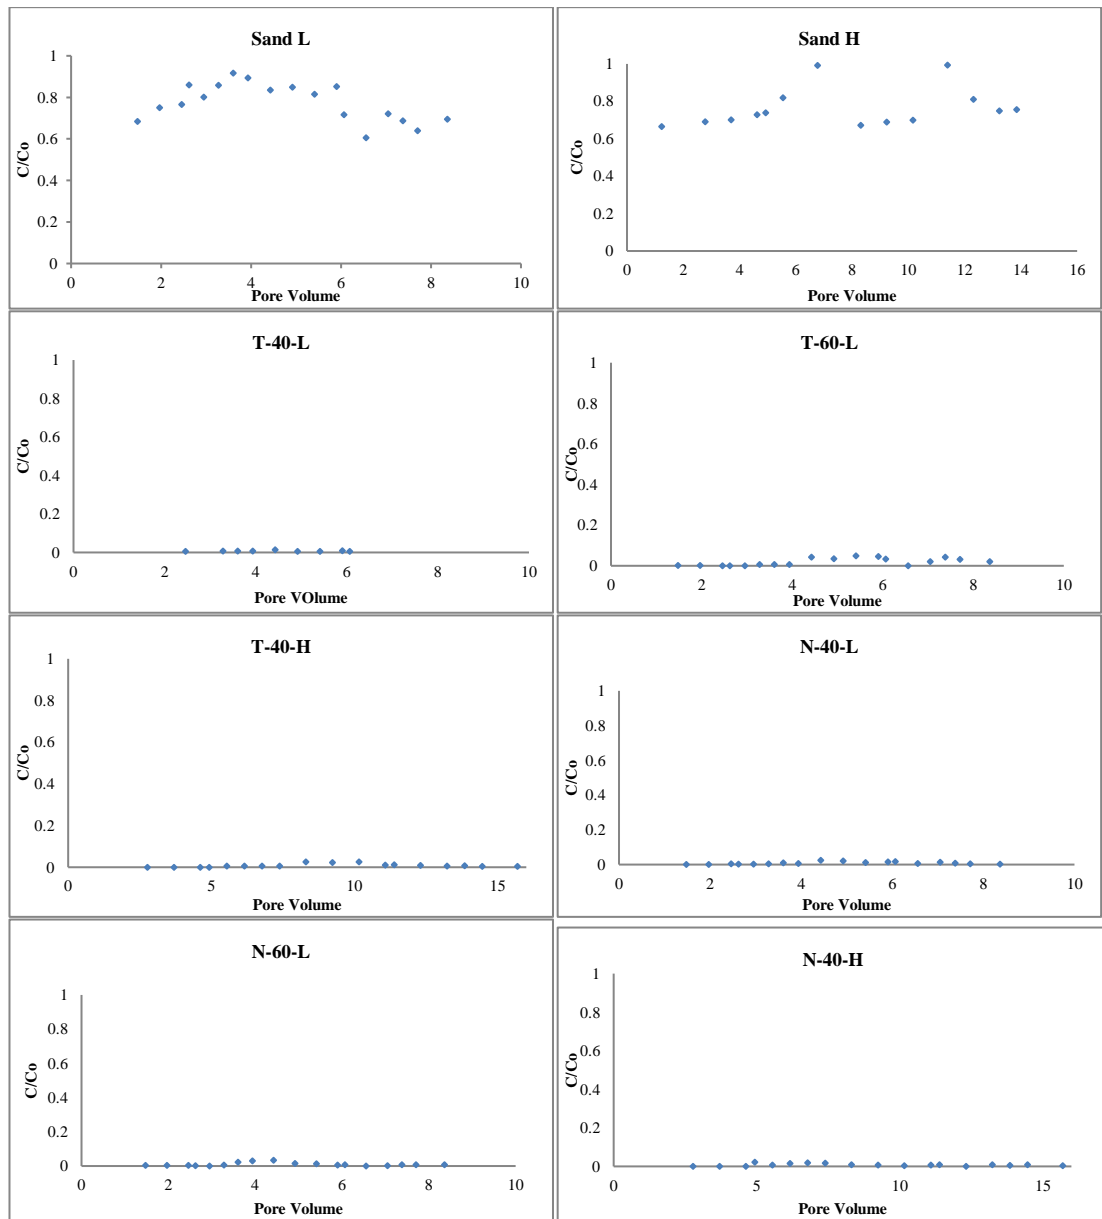 Sand L
1
0.8
0.6
0.4
0.2
0
C/Co
0 2 4 6 8 10
Pore Volume
Sand H
1
0.8
0.6
0.4
0.2
0
C/Co
0 2 4 6 8 10 12 14 16
Pore Volume
T-40-L
1
0.8
0.6
0.4
0.2
0
C/Co
0 2 4 6 8 10
Pore VOlume
T-60-L
1
0.8
0.6
0.4
0.2
0
C/Co
0 2 4 6 8 10
Pore Volume
T-40-H
1
0.8
0.6
0.4
0.2
0
C/Co
0 5 10 15
Pore Volume
N-40-L
1
0.8
0.6
0.4
0.2
0
C/Co
0 2 4 6 8 10
Pore Volume
N-60-L
1
0.8
0.6
0.4
0.2
0
C/Co
0 2 4 6 8 10
Pore Volume
N-40-H
1
0.8
0.6
0.4
0.2
0
C/Co
0 5 10 15
Pore Volume